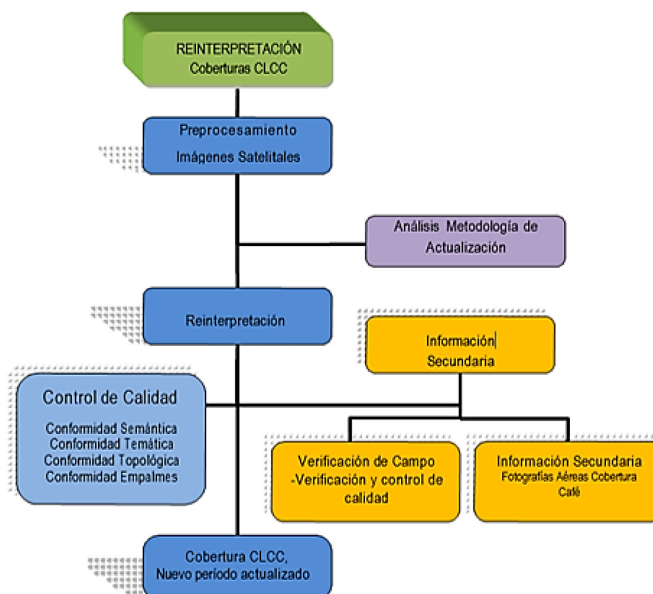 REINTERPRETACIÓN
Coberturas CLCC
Preprocesamiento
Imágenes Satelitales
Análisis Metodología de
Actualización
Reinterpretación
Información
Secundaria
Control de Calidad
Conformidad Semántica
Conformidad Temática
Conformidad Topológica
Conformidad Empalmes
Verificación de Campo
-Verificación y control de
calidad
Información Secundaria
Fotografías Aéreas Cobertura
Café
Cobertura CLCC,
Nuevo período actualizado